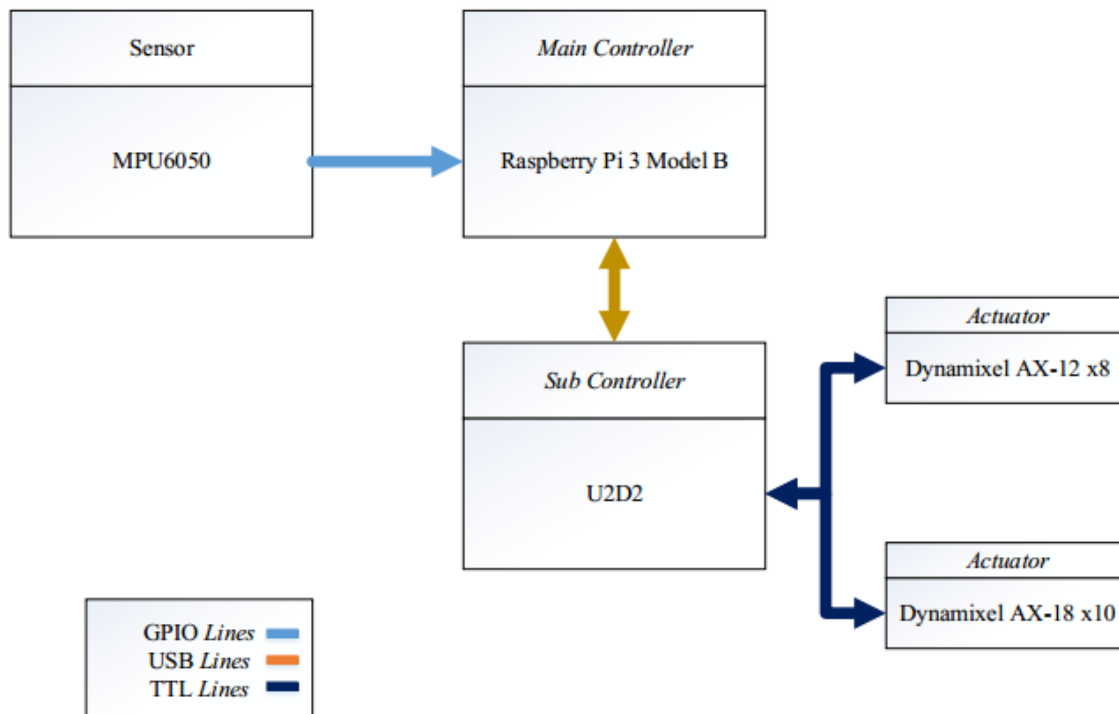 Sensor
MPU6050
Main Controller
Raspberry Pi 3 Model B
Sub Controller
U2D2
Actuator
Dynamixel AX-12 x8
Actuator
Dynamixel AX-18 x10
GPIO Lines
USB Lines
TTL Lines